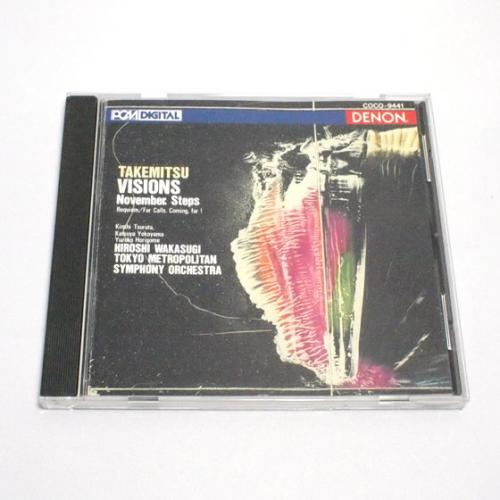 COCO-9441
PCM DIGITAL
DENON
TAKEMITSU
VISIONS
November Steps
Requiem/Far Calls. Coming, far!
Kinshi Tsuruta,
Katsuya Yokoyama
Yuriko Horigome
HIROSHI WAKASUGI
TOKYO METROPOLITAN
SYMPHONY ORCHESTRA